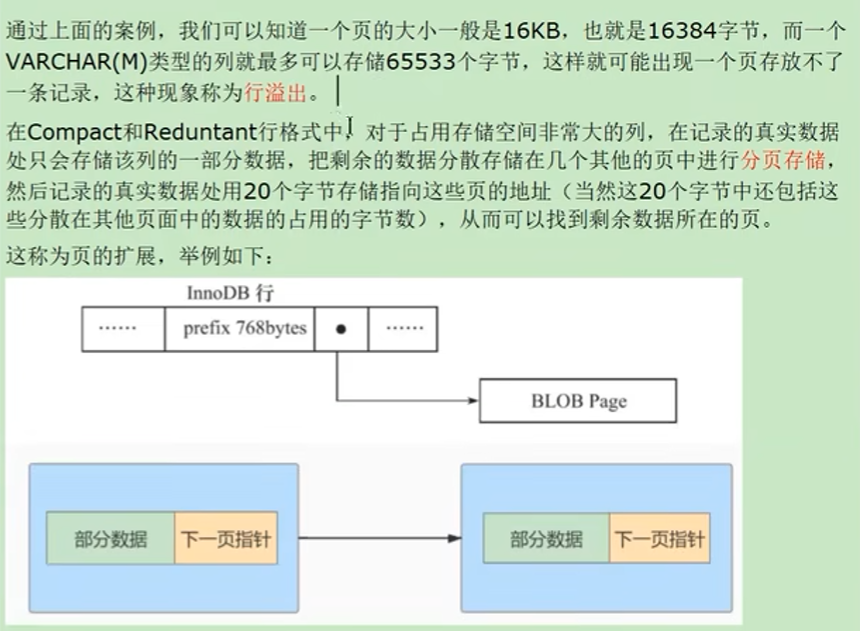 通过上面的案例，我们可以知道一个页的大小一般是16KB，也就是16384字节，而一个
VARCHAR(M)类型的列就最多可以存储65533个字节，这样就可能出现一个页存放不了
一条记录，这种现象称为行溢出。
在Compact和Reduntant行格式中，对于占用存储空间非常大的列，在记录的真实数据
处只会存储该列的一部分数据，把剩余的数据分散存储在几个其他的页中进行分页存储，
然后记录的真实数据处用20个字节存储指向这些页的地址（当然这20个字节中还包括这
些分散在其他页面中的数据的占用的字节数），从而可以找到剩余数据所在的页。
这称为页的扩展，举例如下：
InnoDB 行
······ prefix 768bytes ● ······
BLOB Page
部分数据 下一页指针 部分数据 下一页指针